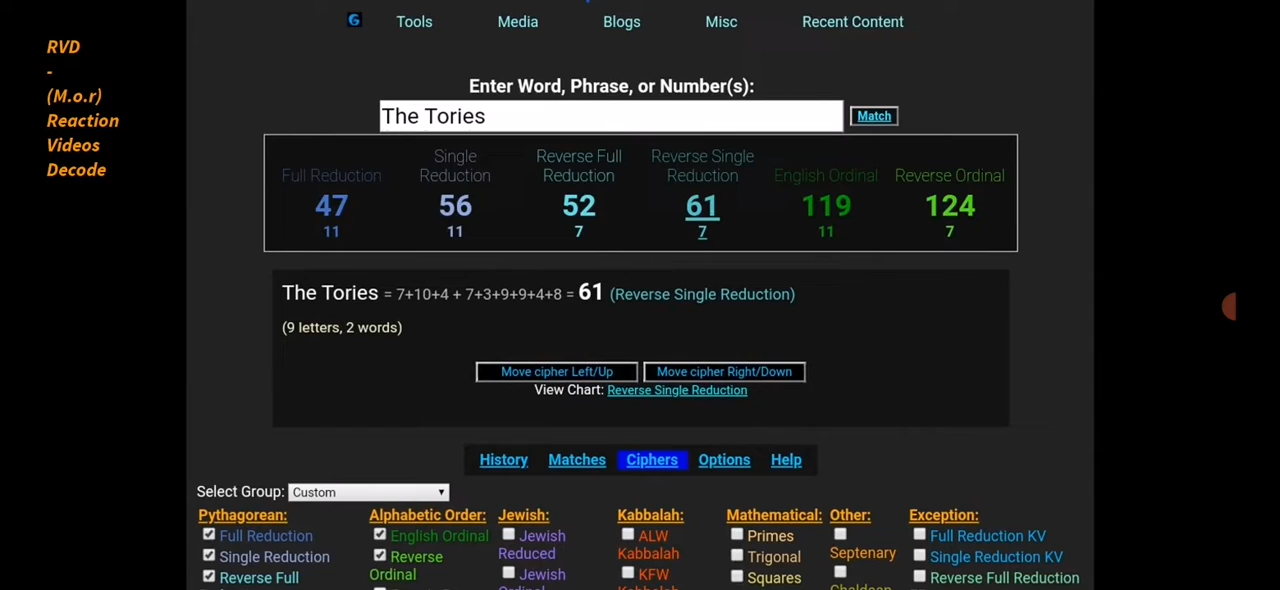 RVD
-
(M.o.r)
Reaction
Videos
Decode
G Tools Media Blogs Misc Recent Content
Enter Word, Phrase, or Number(s):
The Tories Match
Full Reduction Single Reduction Reverse Full Reduction Reverse Single Reduction English Ordinal Reverse Ordinal
47 56 52 61 119 124
11 11 7 7 11 7
The Tories = 7+10+4 + 7+3+9+9+4+8 = 61 (Reverse Single Reduction)
(9 letters, 2 words)
Move cipher Left/Up Move cipher Right/Down
View Chart: Reverse Single Reduction
History Matches Ciphers Options Help
Select Group: Custom
Pythagorean: Alphabetic Order: Jewish: Kabbalah: Mathematical: Other: Exception:
Full Reduction English Ordinal Jewish Reduced ALW Kabbalah Primes Septenary Full Reduction KV
Single Reduction Reverse Ordinal Jewish KFW Trigonal Single Reduction KV
Reverse Full Squares Reverse Full Reduction